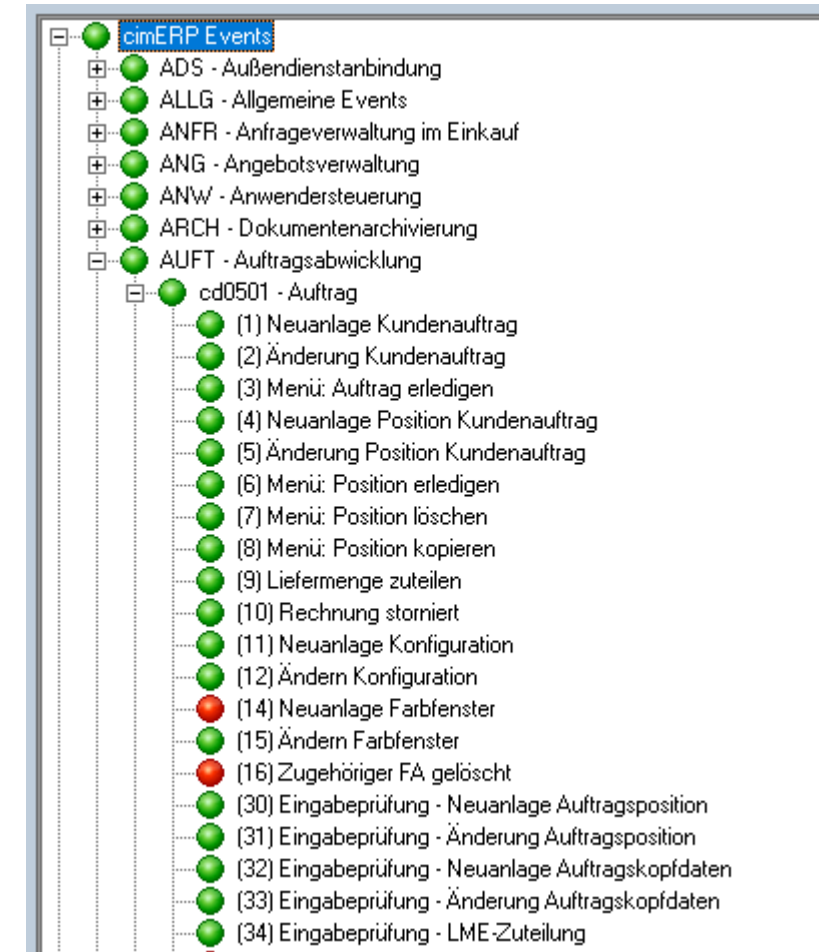 cimERP Events
ADS - Außendienstanbindung
ALLG - Allgemeine Events
ANFR - Anfrageverwaltung im Einkauf
ANG - Angebotsverwaltung
ANW - Anwendersteuerung
ARCH - Dokumentenarchivierung
AUFT - Auftragsabwicklung
cd0501 - Auftrag
(1) Neuanlage Kundenauftrag
(2) Änderung Kundenauftrag
(3) Menü: Auftrag erledigen
(4) Neuanlage Position Kundenauftrag
(5) Änderung Position Kundenauftrag
(6) Menü: Position erledigen
(7) Menü: Position löschen
(8) Menü: Position kopieren
(9) Liefermenge zuteilen
(10) Rechnung storniert
(11) Neuanlage Konfiguration
(12) Ändern Konfiguration
(14) Neuanlage Farbfenster
(15) Ändern Farbfenster
(16) Zugehöriger FA gelöscht
(30) Eingabeprüfung - Neuanlage Auftragsposition
(31) Eingabeprüfung - Änderung Auftragsposition
(32) Eingabeprüfung - Neuanlage Auftragskopfdaten
(33) Eingabeprüfung - Änderung Auftragskopfdaten
(34) Eingabeprüfung - LME-Zuteilung